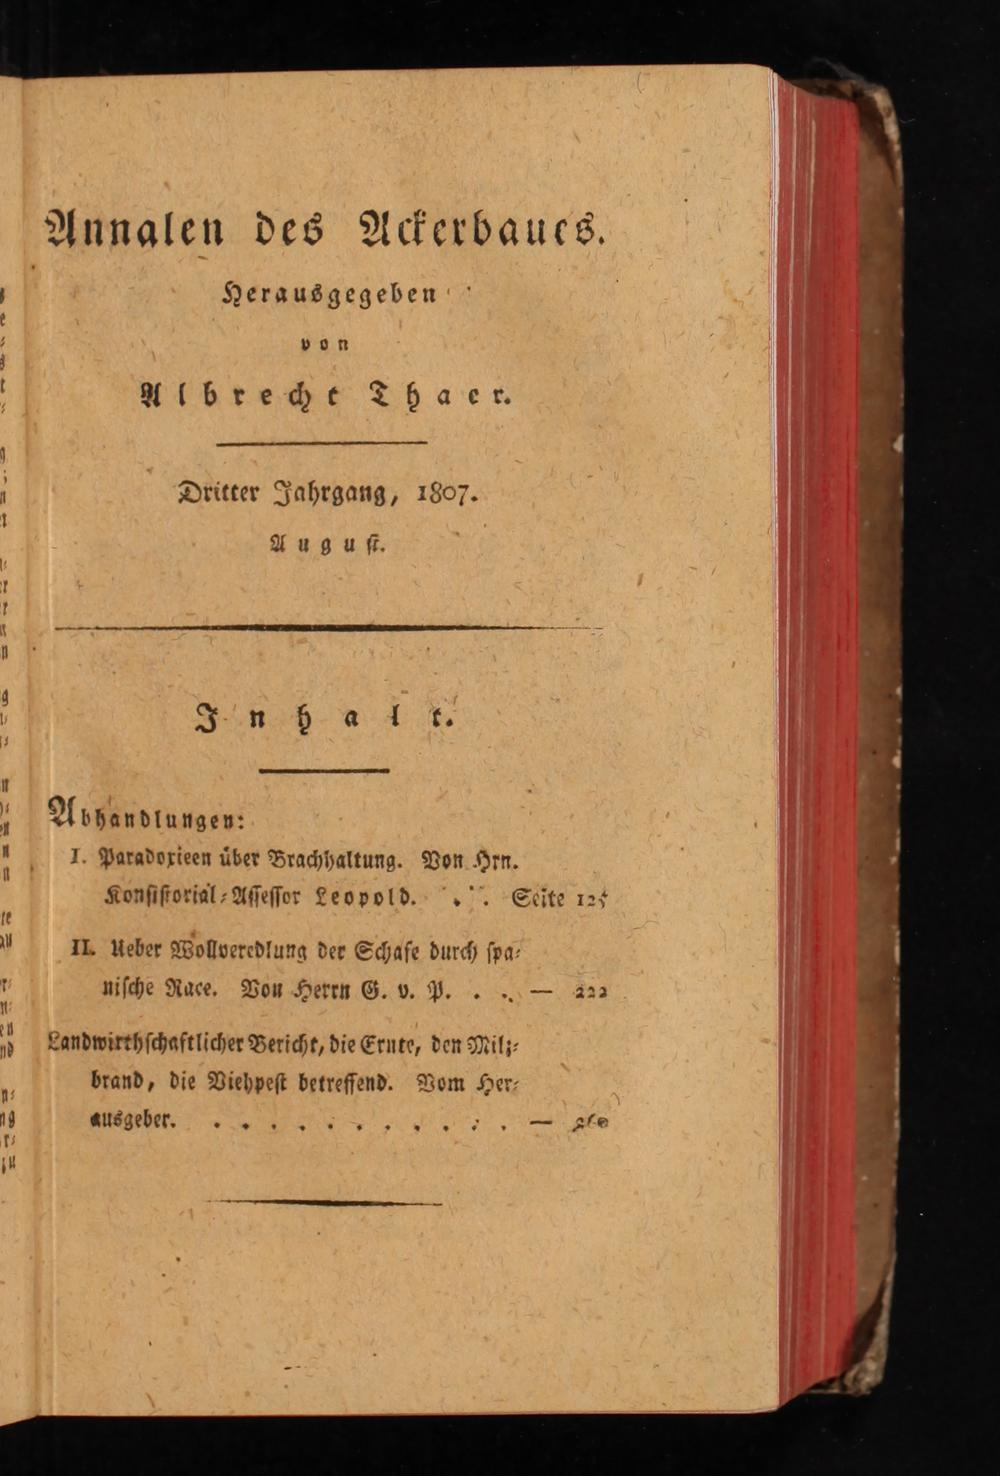 Annalen des Ackerbaues.
Herausgegeben
von
Albrecht Thaer.
Dritter Jahrgang, 1807.
August.
Inhalt.
Abhandlungen:
I. Paradoxieen über Brachhaltung. Von Hrn.
Konsistorial-Assessor Leopold. . . . Seite 125
II. Ueber Wollveredlung der Schafe durch spa-
nische Race. Von Herrn G. v. P. . . — 222
Landwirthschaftlicher Bericht, die Ernte, den Milz-
brand, die Viehpest betreffend. Vom Her-
ausgeber. . . . . . . . . . . . —